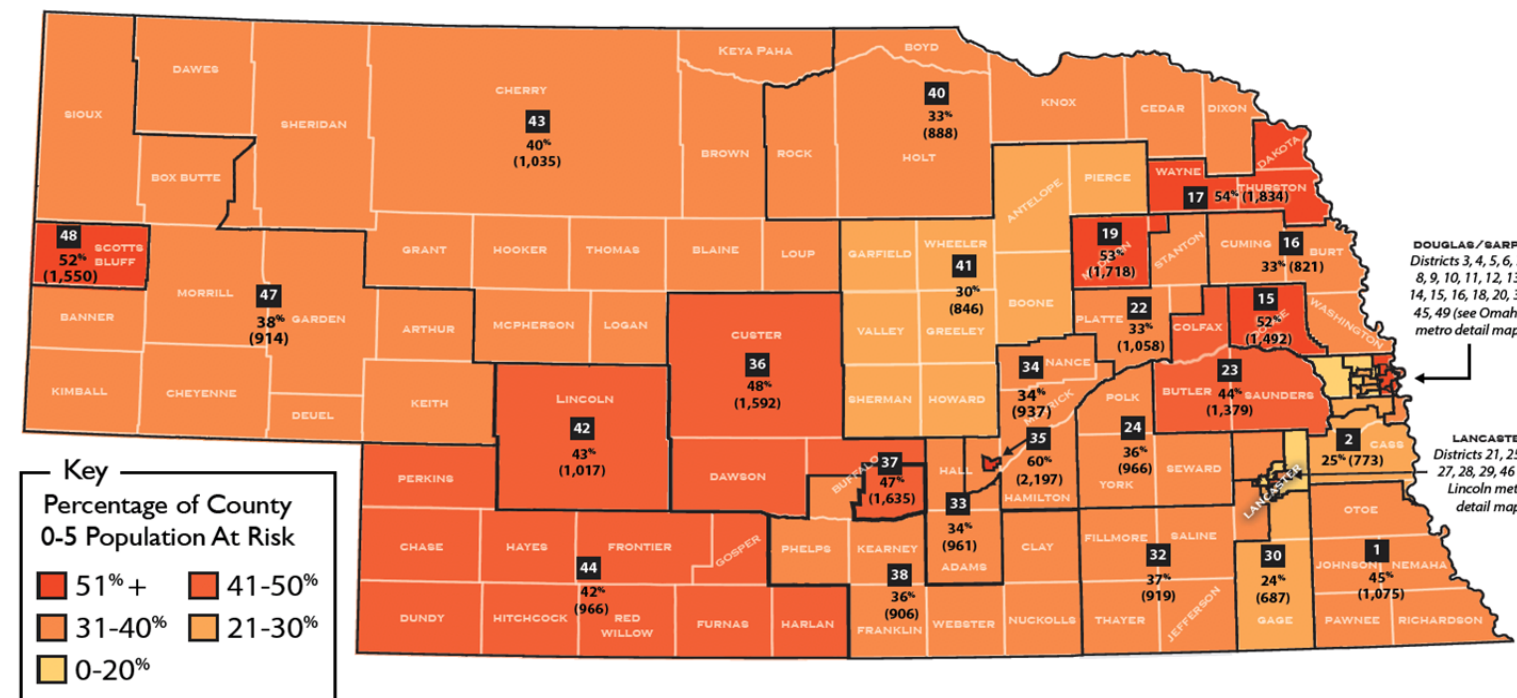 KEYA PAHA
BOYD
DAWES
CHERRY
43
40%
(1,035)
40
33%
(888)
KNOX
CEDAR
DIXON
SIOUX
SHERIDAN
BROWN
ROCK
HOLT
DAKOTA
BOX BUTTE
ANTELOPE
PIERCE
WAYNE
THURSTON
17 54% (1,834)
48
SCOTTS
BLUFF
52%
(1,550)
GRANT
HOOKER
THOMAS
BLAINE
LOUP
GARFIELD
WHEELER
41
30%
(846)
19
53%
(1,718)
STANTON
CUMING
16
BURT
33% (821)
DOUGLAS/SARP
Districts 3, 4, 5, 6,
8, 9, 10, 11, 12, 13
14, 15, 16, 18, 20, 3
45, 49 (see Omah
metro detail map
MORRILL
47
38%
(914)
GARDEN
BANNER
ARTHUR
MCPHERSON
LOGAN
CUSTER
36
48%
(1,592)
VALLEY
GREELEY
BOONE
PLATTE
22
33%
(1,058)
COLFAX
15
52%
(1,492)
WASHINGTON
KIMBALL
CHEYENNE
DEUEL
KEITH
LINCOLN
42
43%
(1,017)
SHERMAN
HOWARD
34
NANCE
34%
(937)
MERRICK
POLK
BUTLER
23
44%
(1,379)
SAUNDERS
PERKINS
DAWSON
BUFFALO
37
47%
(1,635)
HALL
35
60%
(2,197)
HAMILTON
24
36%
(966)
YORK
SEWARD
2
CASS
25% (773)
LANCASTER
LANCASTE
Districts 21, 25
27, 28, 29, 46
Lincoln met
detail map
33
34%
(961)
ADAMS
OTOE
CHASE
HAYES
FRONTIER
GOSPER
44
42%
(966)
PHELPS
KEARNEY
38
36%
(906)
CLAY
FILLMORE
SALINE
32
37%
(919)
30
24%
(687)
GAGE
1
45%
(1,075)
JOHNSON
NEMAHA
DUNDY
HITCHCOCK
RED
WILLOW
FURNAS
HARLAN
FRANKLIN
WEBSTER
NUCKOLLS
THAYER
JEFFERSON
PAWNEE
RICHARDSON
Key
Percentage of County
0-5 Population At Risk
51%+
41-50%
31-40%
21-30%
0-20%